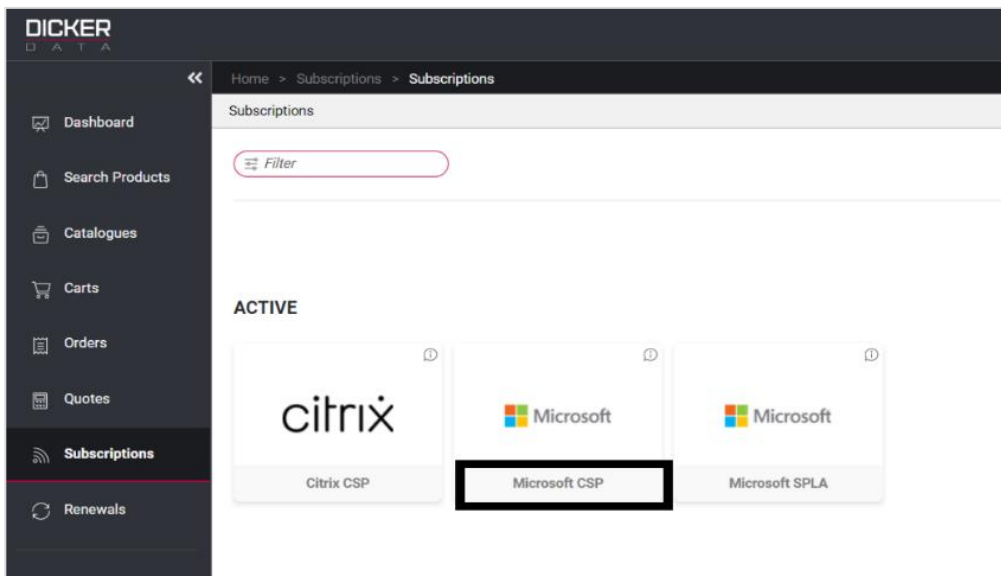 DICKER
DATA
Home > Subscriptions > Subscriptions
Subscriptions
Filter
Dashboard
Search Products
Catalogues
Carts
Orders
Quotes
Subscriptions
Renewals
ACTIVE
citrix
Microsoft
Microsoft
Citrix CSP
Microsoft CSP
Microsoft SPLA